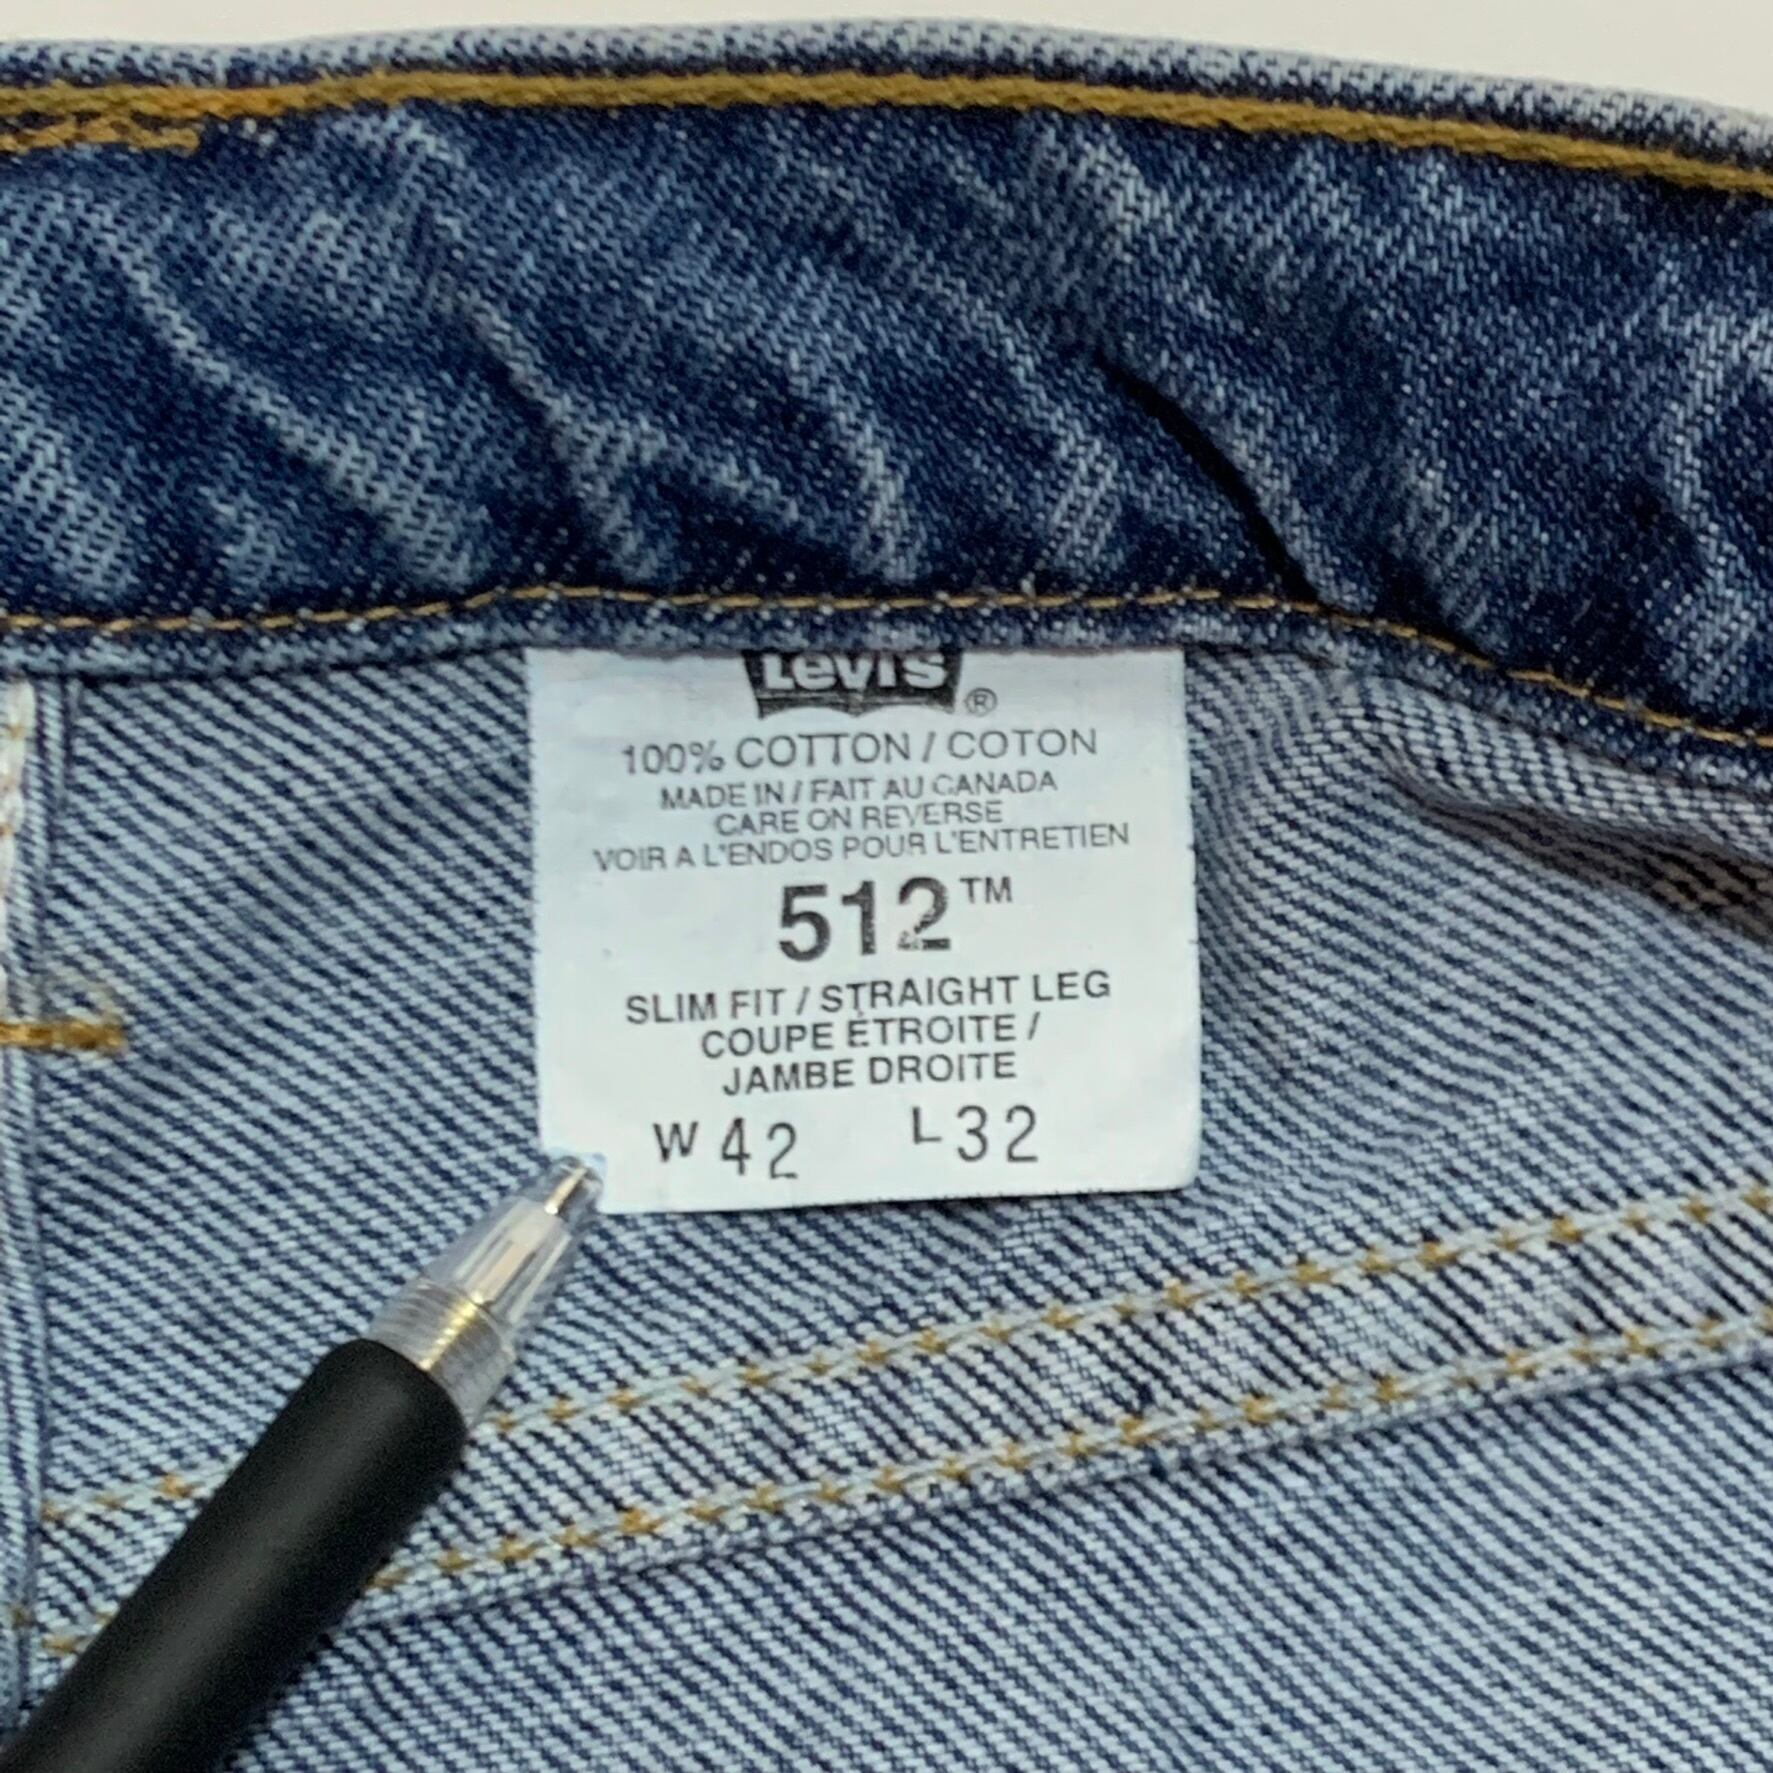 Levi's ®
100% COTTON / COTON
MADE IN / FAIT AU CANADA
CARE ON REVERSE
VOIR A L'ENDOS POUR L'ENTRETIEN
512™
SLIM FIT / STRAIGHT LEG
COUPE ÉTROITE /
JAMBE DROITE
W 42 L 32